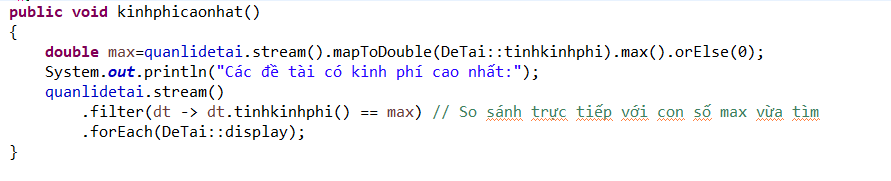 public void kinhphicaonhat()
{
    double max=quanlidetai.stream().mapToDouble(DeTai::tinhkinhphi).max().orElse(0);
    System.out.println("Các đề tài có kinh phí cao nhất:");
    quanlidetai.stream()
        .filter(dt -> dt.tinhkinhphi() == max) // So sánh trực tiếp với con số max vừa tìm
        .forEach(DeTai::display);
}